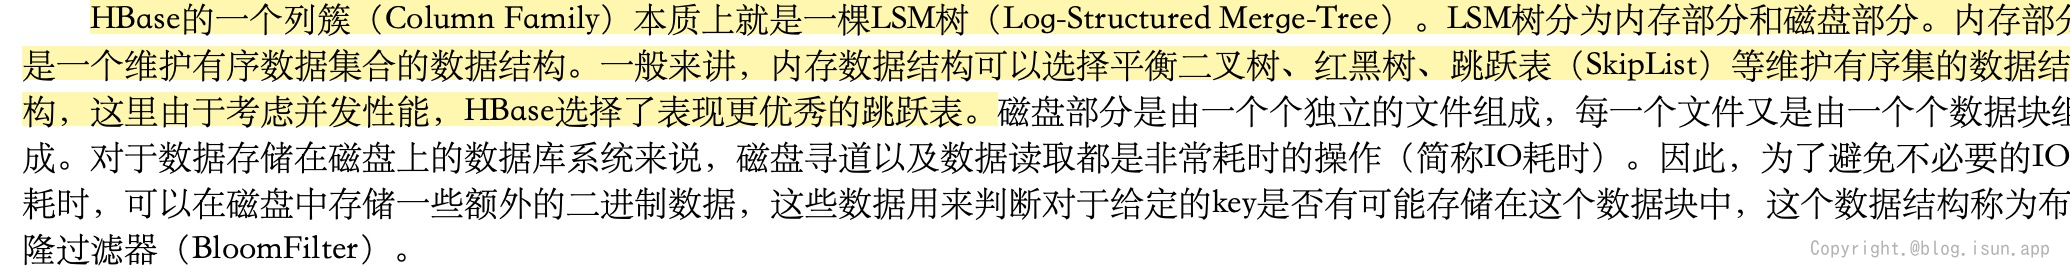 HBase的一个列簇（Column Family）本质上就是一棵LSM树（Log-Structured Merge-Tree）。LSM树分为内存部分和磁盘部分。内存部分
是一个维护有序数据集合的数据结构。一般来讲，内存数据结构可以选择平衡二叉树、红黑树、跳跃表（SkipList）等维护有序集的数据结
构，这里由于考虑并发性能，HBase选择了表现更优秀的跳跃表。磁盘部分是由一个个独立的文件组成，每一个文件又是由一个个数据块组
成。对于数据存储在磁盘上的数据库系统来说，磁盘寻道以及数据读取都是非常耗时的操作（简称IO耗时）。因此，为了避免不必要的IO
耗时，可以在磁盘中存储一些额外的二进制数据，这些数据用来判断对于给定的key是否有可能存储在这个数据块中，这个数据结构称为布
隆过滤器（BloomFilter）。
Copyright.@blog.isun.app